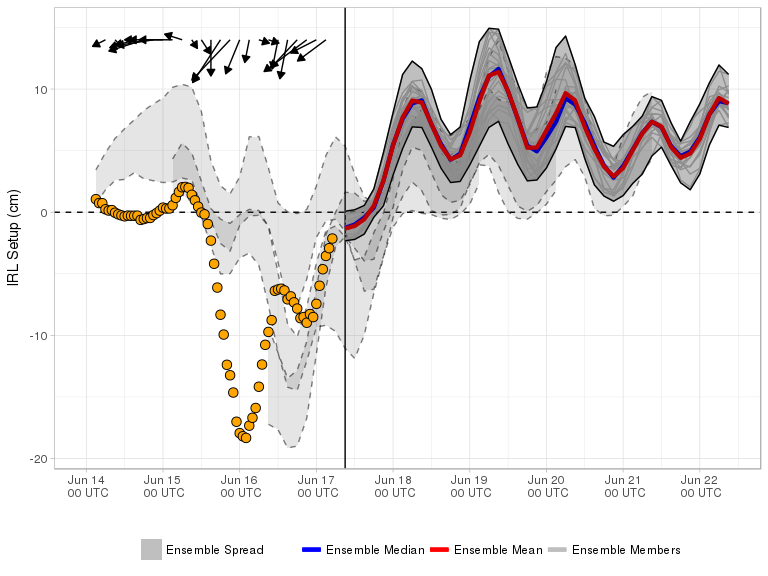 IRL Setup (cm)
10
0
-10
-20
Jun 14 Jun 15 Jun 16 Jun 17 Jun 18 Jun 19 Jun 20 Jun 21 Jun 22
00 UTC 00 UTC 00 UTC 00 UTC 00 UTC 00 UTC 00 UTC 00 UTC 00 UTC
Ensemble Spread Ensemble Median Ensemble Mean Ensemble Members